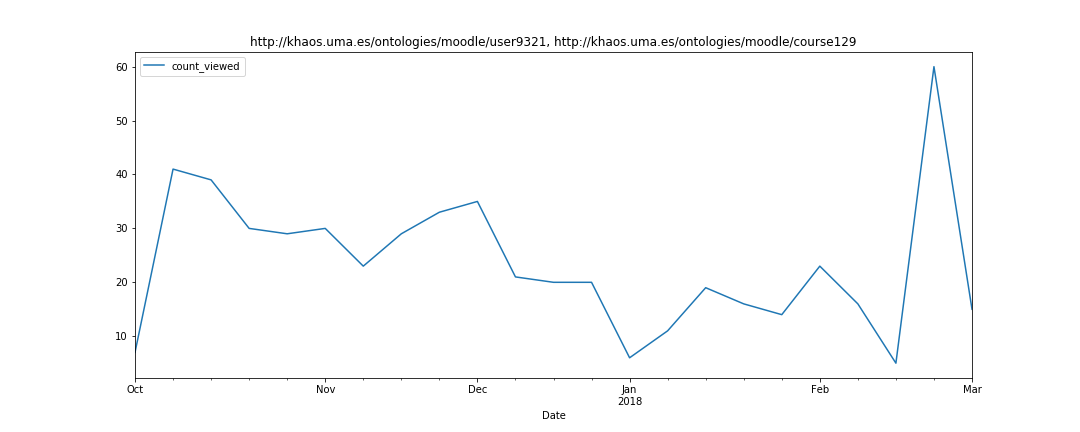 http://khaos.uma.es/ontologies/moodle/user9321, http://khaos.uma.es/ontologies/moodle/course129
count_viewed
60
50
40
30
20
10
Oct Nov Dec Jan Feb Mar
2018
Date